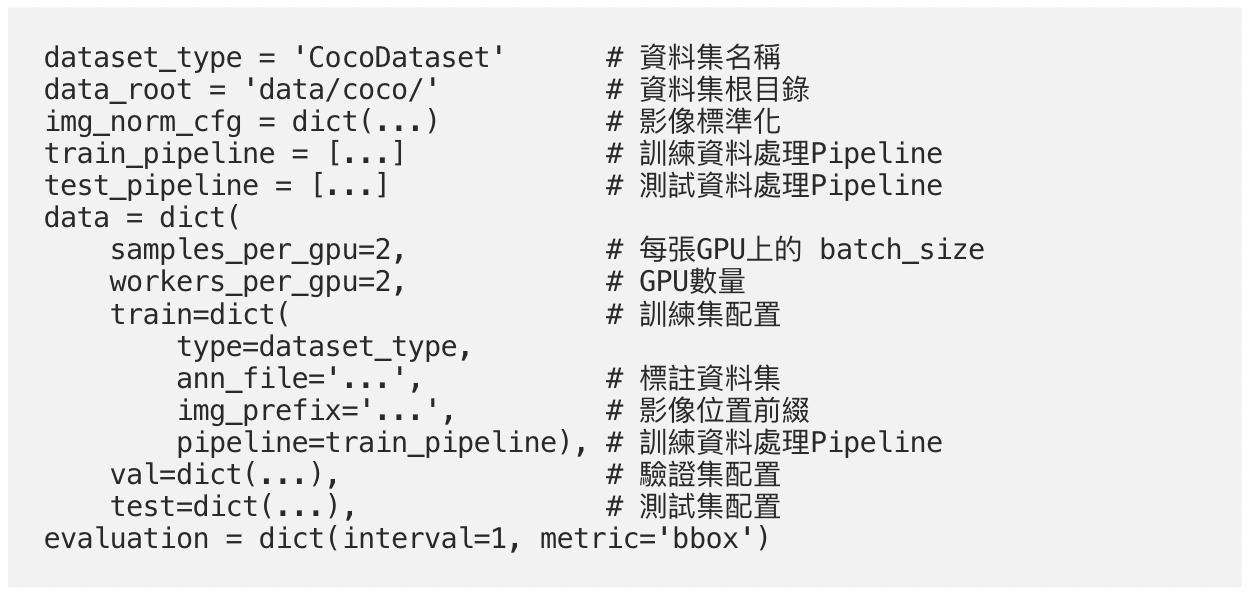 dataset_type = 'CocoDataset'      # 資料集名稱
data_root = 'data/coco/'          # 資料集根目錄
img_norm_cfg = dict(...)          # 影像標準化
train_pipeline = [...]            # 訓練資料處理Pipeline
test_pipeline = [...]             # 測試資料處理Pipeline
data = dict(
    samples_per_gpu=2,            # 每張GPU上的 batch_size
    workers_per_gpu=2,            # GPU數量
    train=dict(                   # 訓練集配置
        type=dataset_type,
        ann_file='...',           # 標註資料集
        img_prefix='...',         # 影像位置前綴
        pipeline=train_pipeline), # 訓練資料處理Pipeline
    val=dict(...),                # 驗證集配置
    test=dict(...),               # 測試集配置
evaluation = dict(interval=1, metric='bbox')